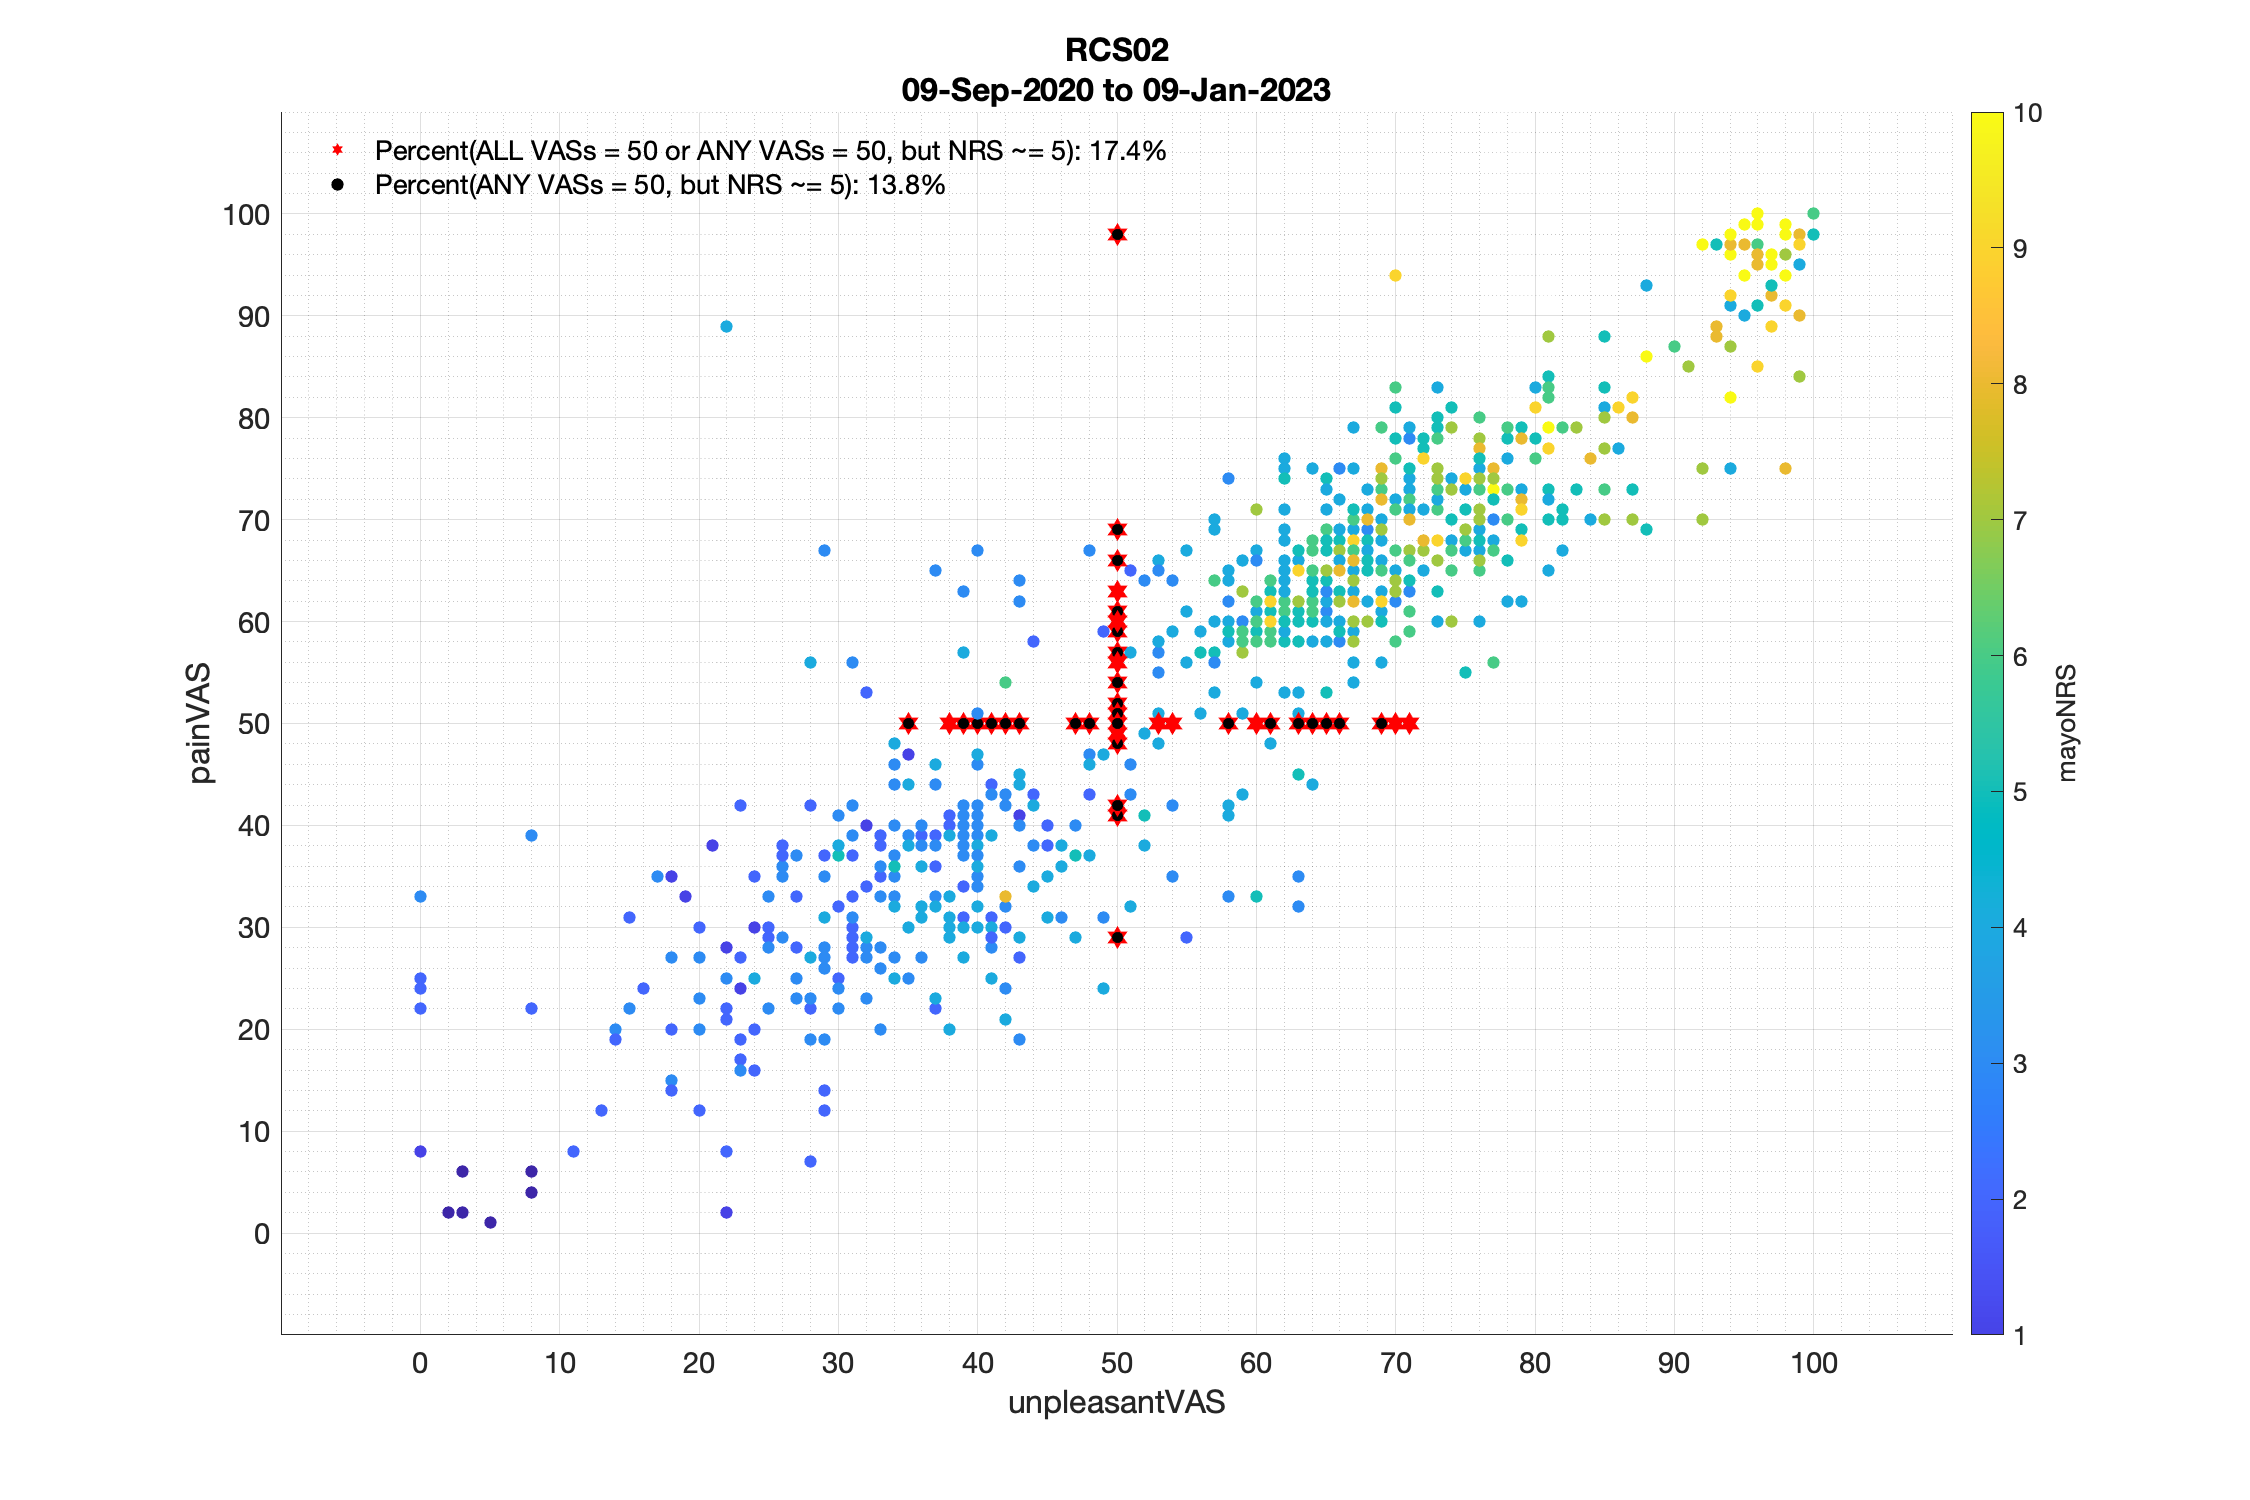 RCS02
09-Sep-2020 to 09-Jan-2023
Percent(ALL VASs = 50 or ANY VASs = 50, but NRS ~= 5): 17.4%
Percent(ANY VASs = 50, but NRS ~= 5): 13.8%
painVAS
100
90
80
70
60
50
40
30
20
10
0
0 10 20 30 40 50 60 70 80 90 100
unpleasantVAS
10
9
8
7
6
5
4
3
2
1
mayoNRS